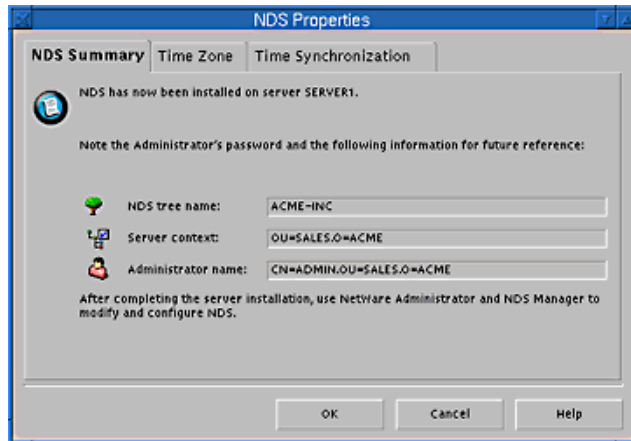 NDS Properties
NDS Summary Time Zone Time Synchronization
NDS has now been installed on server SERVER1.
Note the Administrator's password and the following information for future reference:
NDS tree name: ACME-INC
Server context: OU=SALES.O=ACME
Administrator name: CN=ADMIN.OU=SALES.O=ACME
After completing the server installation, use NetWare Administrator and NDS Manager to
modify and configure NDS.
OK Cancel Help